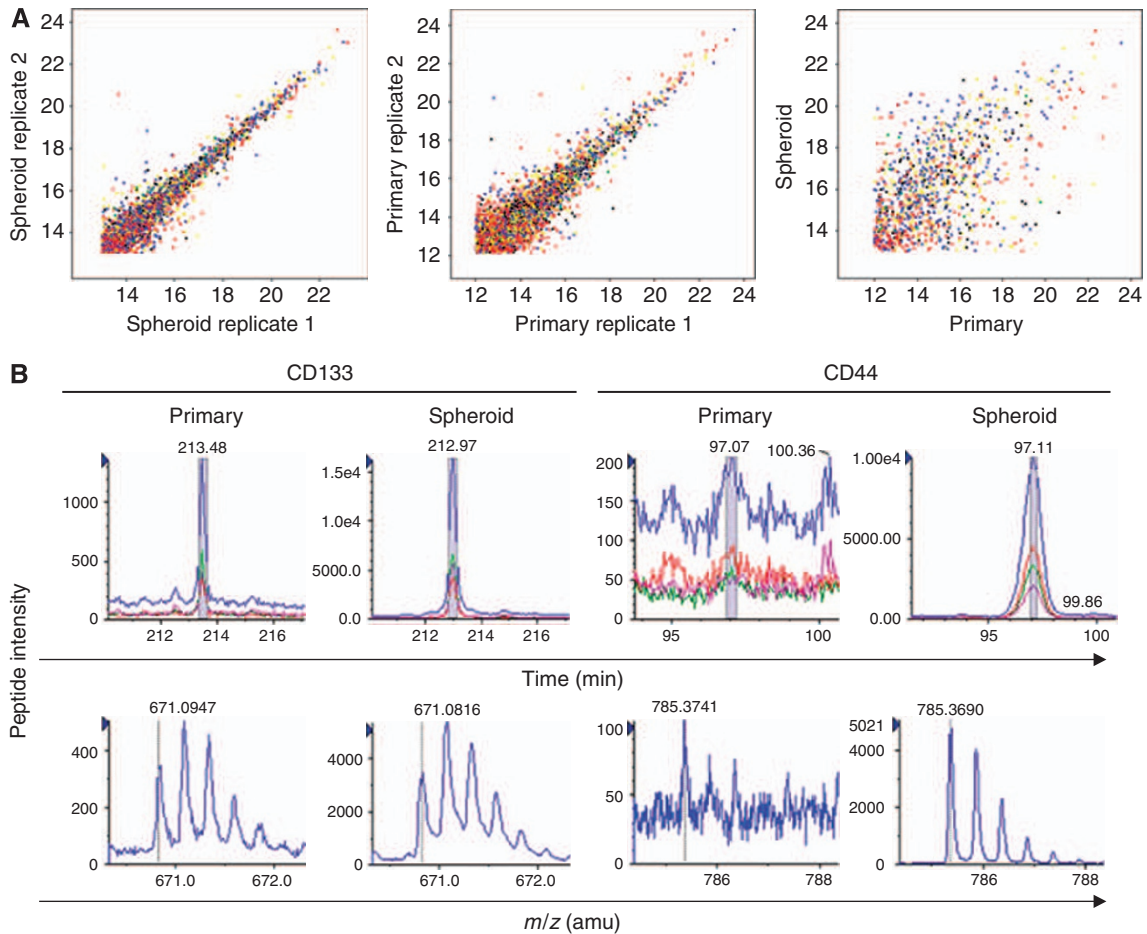 A
24
22
20
18
16
14
Spheroid replicate 2
14 16 18 20 22
Spheroid replicate 1
24
22
20
18
16
14
12
Primary replicate 2
12 14 16 18 20 22 24
Primary replicate 1
24
22
20
18
16
14
Spheroid
12 14 16 18 20 22 24
Primary
B
CD133
CD44
Primary
Spheroid
Primary
Spheroid
Peptide intensity
213.48
1000
500
0
212 214 216
212.97
1.5e4
1.0e4
5000.0
0.0
212 214 216
97.07
100.36
200
150
100
50
0
95 100
97.11
1.00e4
5000.00
0.00
99.86
95 100
Time (min)
671.0947
400
200
0
671.0 672.0
671.0816
4000
2000
0
671.0 672.0
785.3741
100
50
0
786 788
785.3690
5021
4000
2000
0
786 788
m/z (amu)